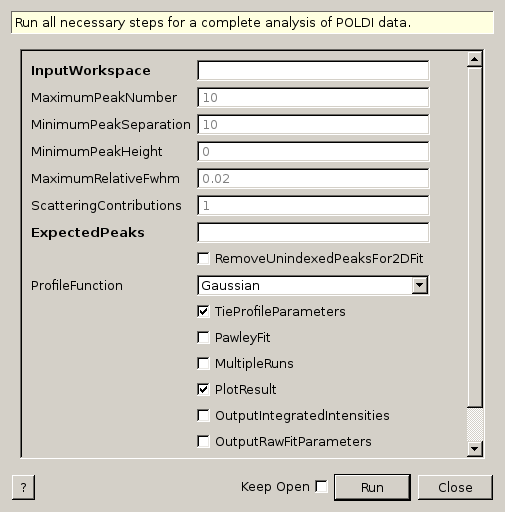 Run all necessary steps for a complete analysis of POLDI data.
InputWorkspace
MaximumPeakNumber 10
MinimumPeakSeparation 10
MinimumPeakHeight 0
MaximumRelativeFwhm 0.02
ScatteringContributions 1
ExpectedPeaks
RemoveUnindexedPeaksFor2DFit
ProfileFunction Gaussian
TieProfileParameters
PawleyFit
MultipleRuns
PlotResult
OutputIntegratedIntensities
OutputRawFitParameters
? Keep Open Run Close